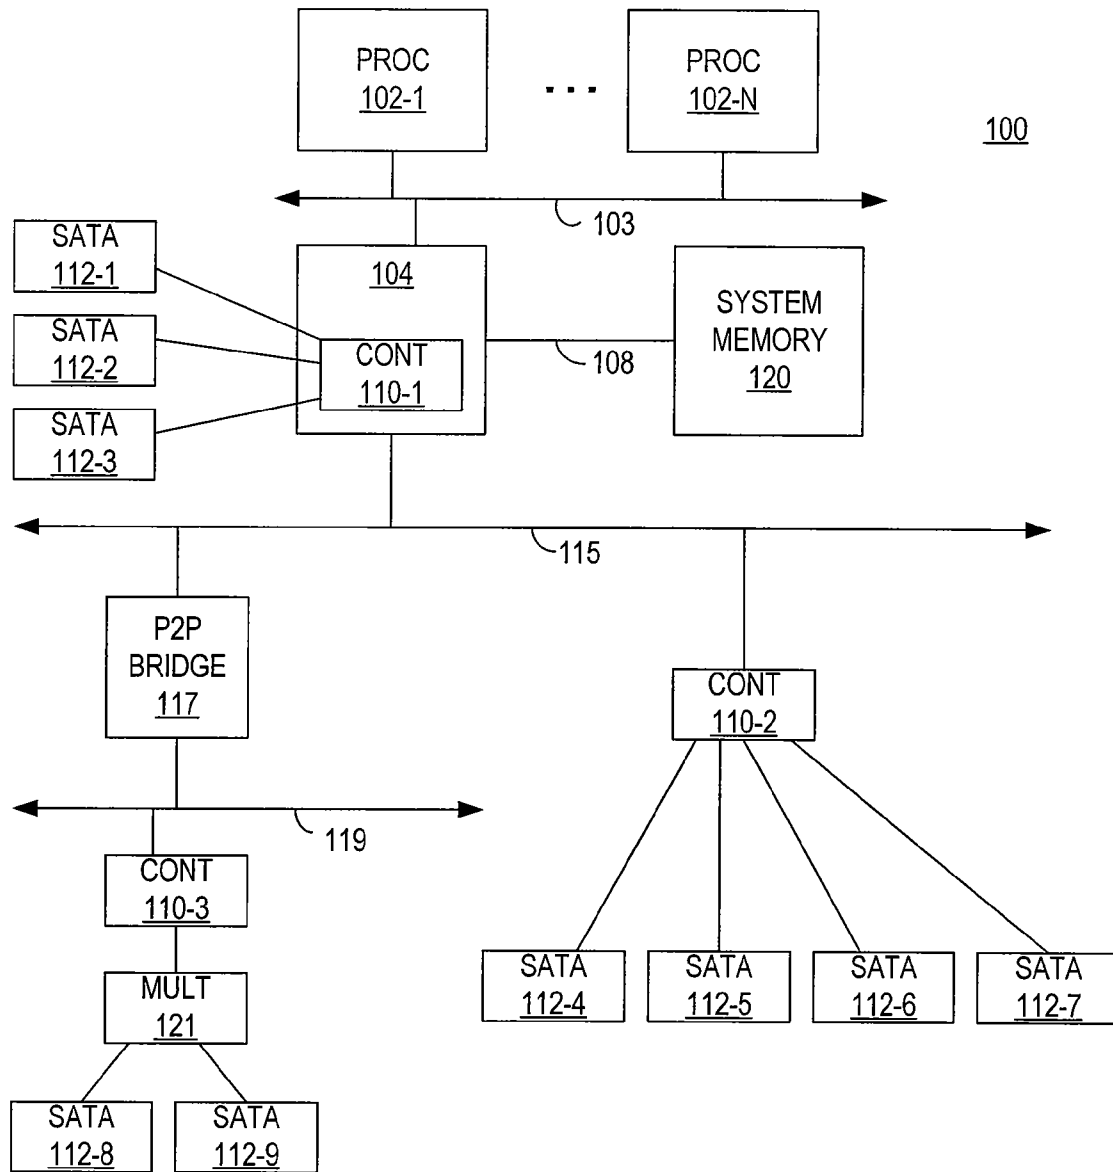 PROC
102-1
...
PROC
102-N
100
103
SATA
112-1
104
SYSTEM
MEMORY
120
SATA
112-2
CONT
110-1
108
SATA
112-3
115
P2P
BRIDGE
117
CONT
110-2
119
CONT
110-3
MULT
121
SATA
112-4
SATA
112-5
SATA
112-6
SATA
112-7
SATA
112-8
SATA
112-9